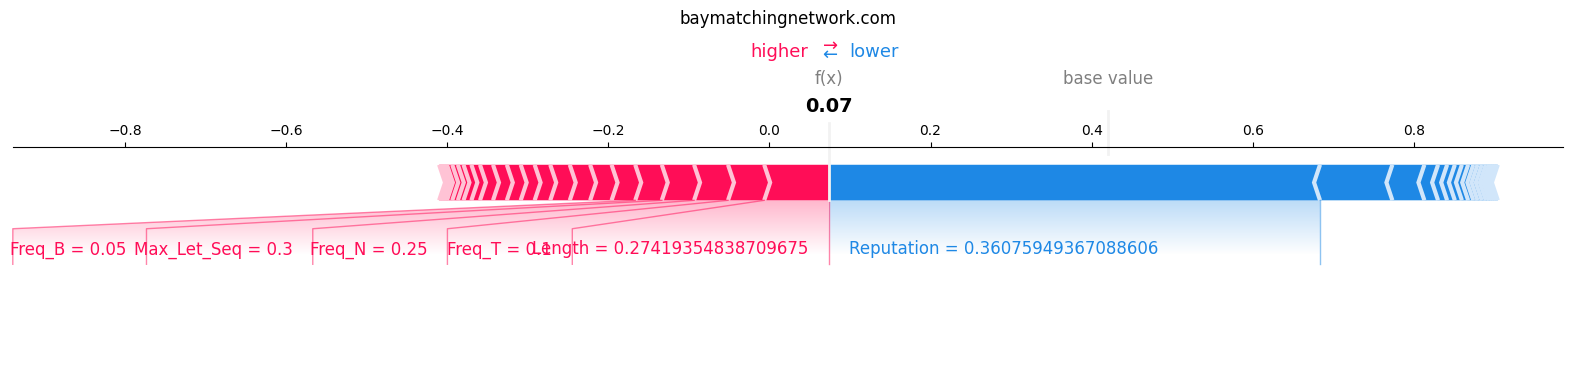 baymatchingnetwork.com
higher ⇄ lower
f(x) base value
0.07
−0.8 −0.6 −0.4 −0.2 0.0 0.2 0.4 0.6 0.8
Freq_B = 0.05 Max_Let_Seq = 0.3 Freq_N = 0.25 Freq_T = 0.1 Length = 0.27419354838709675 Reputation = 0.36075949367088606